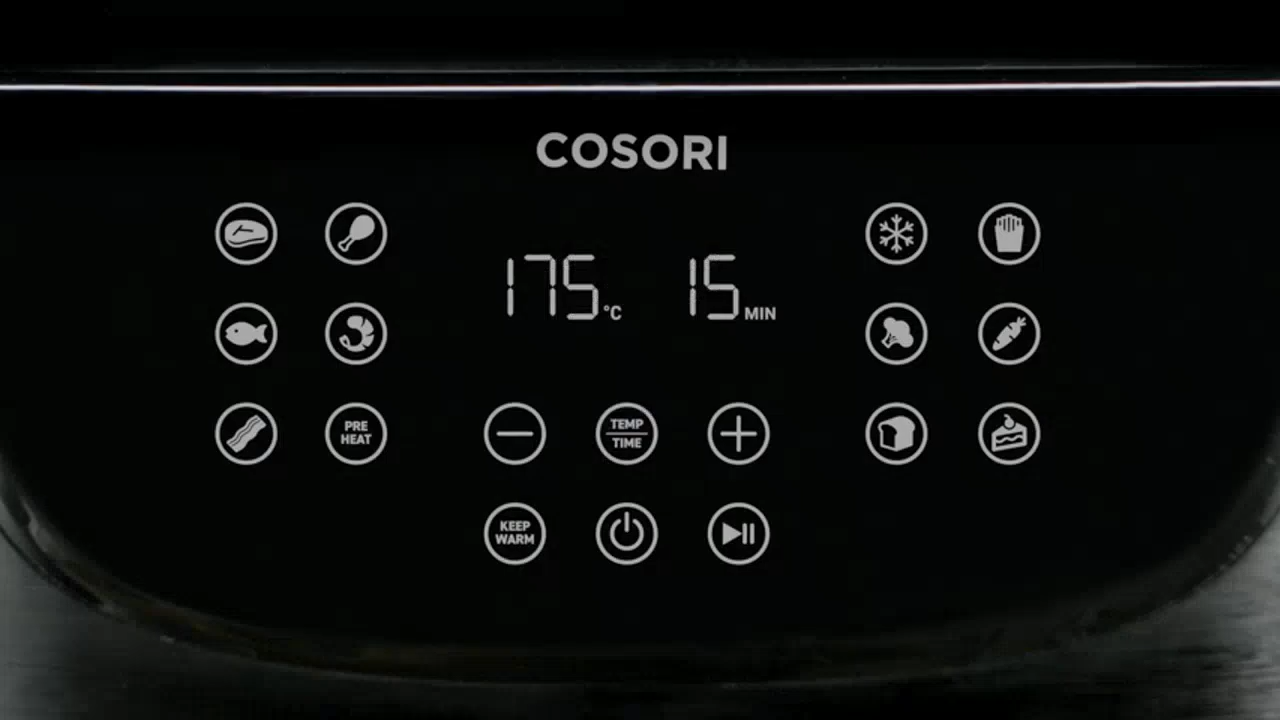 COSORI
175°C 15 MIN
PRE
HEAT
TEMP
TIME
KEEP
WARM